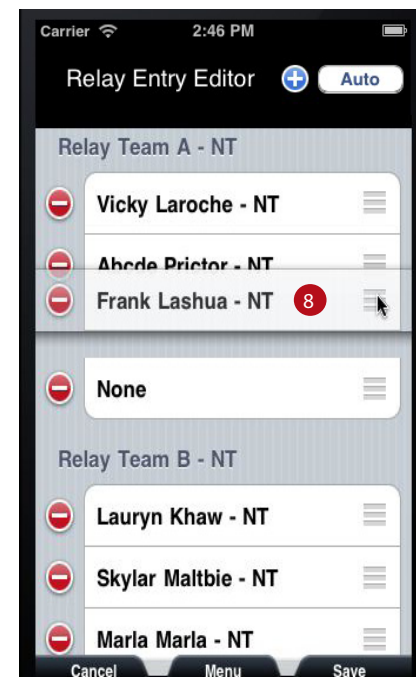 Carrier 2:46 PM
Relay Entry Editor Auto
Relay Team A - NT
Vicky Laroche - NT
Abcde Prictor - NT
Frank Lashua - NT 8
None
Relay Team B - NT
Lauryn Khaw - NT
Skylar Maltbie - NT
Marla Marla - NT
Cancel Menu Save